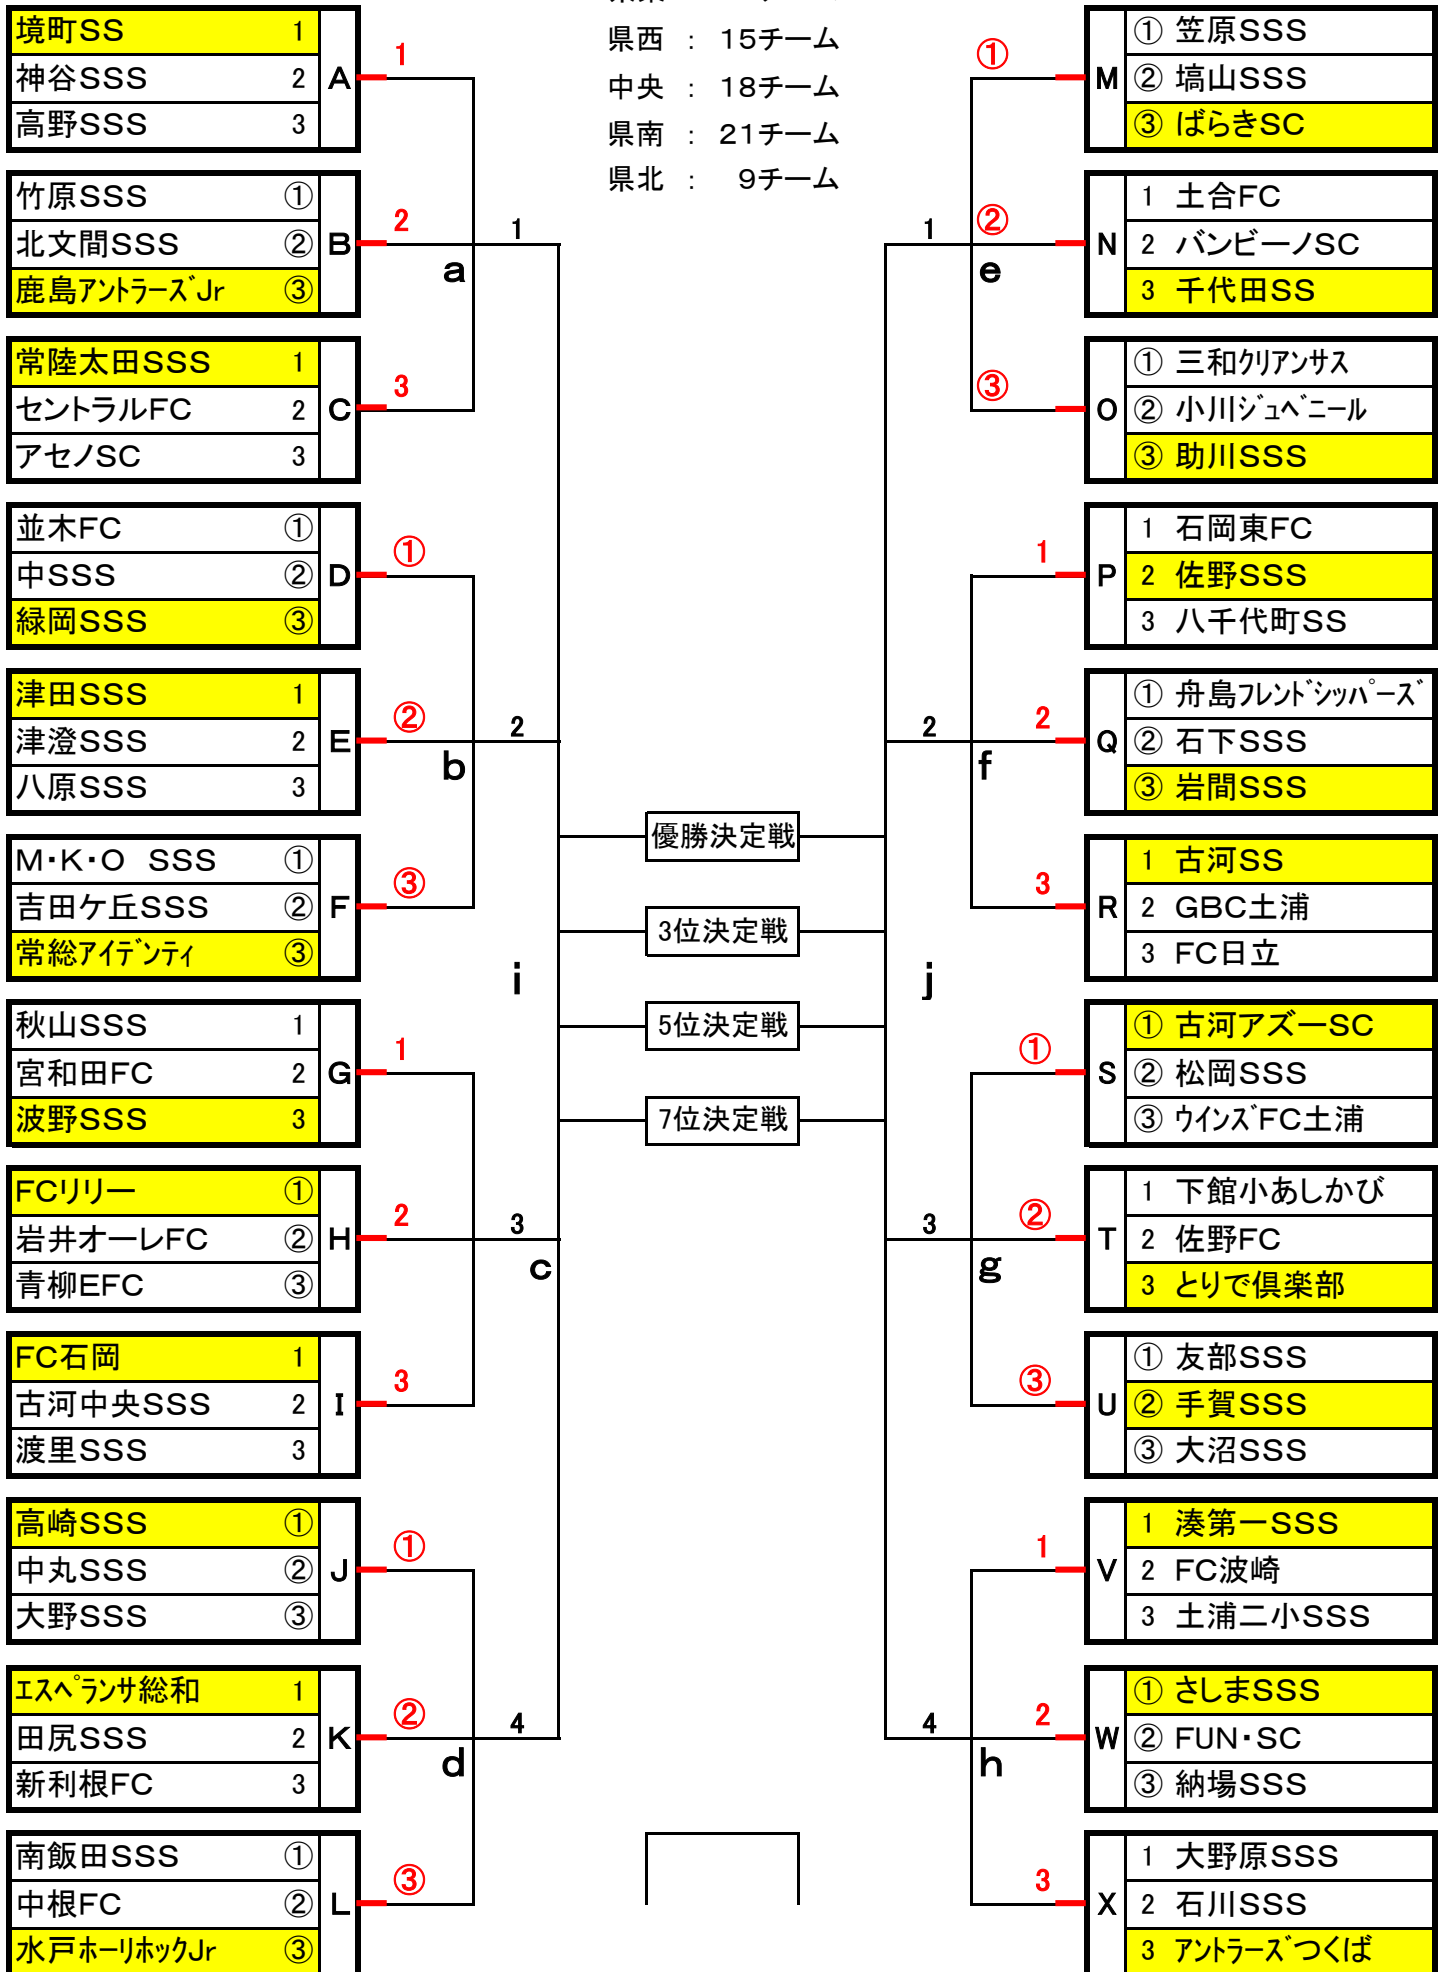 県西 : 15チーム
中央 : 18チーム
県南 : 21チーム
県北 : 9チーム
境町SS 1
神谷SSS 2
高野SSS 3
A
1
竹原SSS ①
北文間SSS ②
鹿島アントラーズJr ③
B
2
常陸太田SSS 1
セントラルFC 2
アセノSC 3
C
3
a
1
並木FC ①
中SSS ②
緑岡SSS ③
D
①
津田SSS 1
津澄SSS 2
八原SSS 3
E
②
M・K・O SSS ①
吉田ケ丘SSS ②
常総アイデンティ ③
F
③
b
2
秋山SSS 1
宮和田FC 2
波野SSS 3
G
1
FCリリー ①
岩井オーレFC ②
青柳EFC ③
H
2
FC石岡 1
古河中央SSS 2
渡里SSS 3
I
3
c
3
高崎SSS ①
中丸SSS ②
大野SSS ③
J
①
エスペランサ総和 1
田尻SSS 2
新利根FC 3
K
②
南飯田SSS ①
中根FC ②
水戸ホーリホックJr ③
L
③
d
4
i
優勝決定戦
3位決定戦
5位決定戦
7位決定戦
j
① 笠原SSS
② 塙山SSS
③ ばらきSC
M
①
1 土合FC
2 バンビーノSC
3 千代田SS
N
②
① 三和クリアンサス
② 小川ジュベニール
③ 助川SSS
O
③
e
1
1 石岡東FC
2 佐野SSS
3 八千代町SS
P
1
① 舟島フレンドシッパーズ
② 石下SSS
③ 岩間SSS
Q
2
1 古河SS
2 GBC土浦
3 FC日立
R
3
f
2
① 古河アズーSC
② 松岡SSS
③ ウインズFC土浦
S
①
1 下館小あしかび
2 佐野FC
3 とりで倶楽部
T
②
① 友部SSS
② 手賀SSS
③ 大沼SSS
U
③
g
3
1 湊第一SSS
2 FC波崎
3 土浦二小SSS
V
1
① さしまSSS
② FUN・SC
③ 納場SSS
W
2
1 大野原SSS
2 石川SSS
3 アントラーズつくば
X
3
h
4